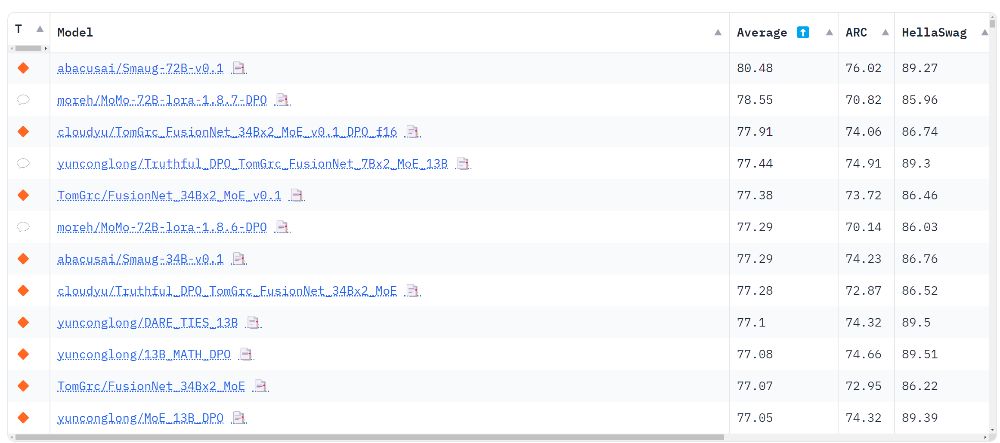 T Model Average ARC HellaSwag
abacusai/Smaug-72B-v0.1 80.48 76.02 89.27
moreh/MoMo-72B-lora-1.8.7-DPO 78.55 70.82 85.96
cloudyu/TomGrc_FusionNet_34Bx2_MoE_v0.1_DPO_f16 77.91 74.06 86.74
yunconglong/Truthful_DPO_TomGrc_FusionNet_7Bx2_MoE_13B 77.44 74.91 89.3
TomGrc/FusionNet_34Bx2_MoE_v0.1 77.38 73.72 86.46
moreh/MoMo-72B-lora-1.8.6-DPO 77.29 70.14 86.03
abacusai/Smaug-34B-v0.1 77.29 74.23 86.76
cloudyu/Truthful_DPO_TomGrc_FusionNet_34Bx2_MoE 77.28 72.87 86.52
yunconglong/DARE_TIES_13B 77.1 74.32 89.5
yunconglong/13B_MATH_DPO 77.08 74.66 89.51
TomGrc/FusionNet_34Bx2_MoE 77.07 72.95 86.22
yunconglong/MoE_13B_DPO 77.05 74.32 89.39